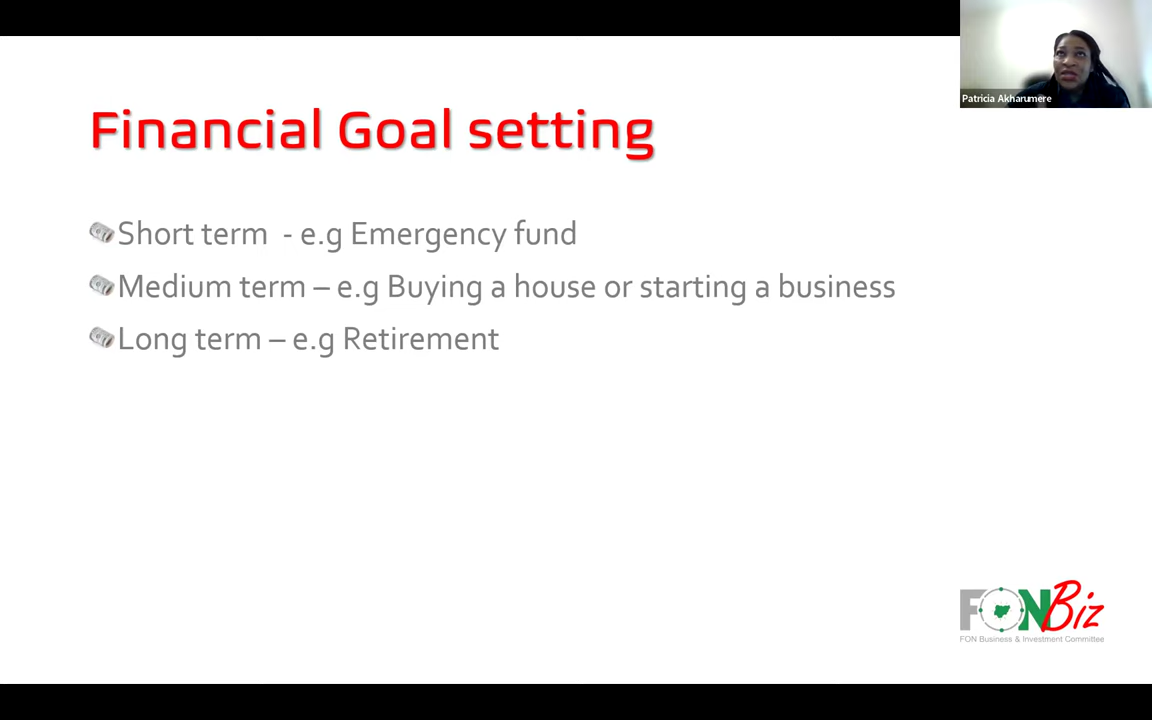 Patricia Akharumere
Financial Goal setting
Short term - e.g Emergency fund
Medium term – e.g Buying a house or starting a business
Long term – e.g Retirement
FONBiz
FON Business & Investment Committee